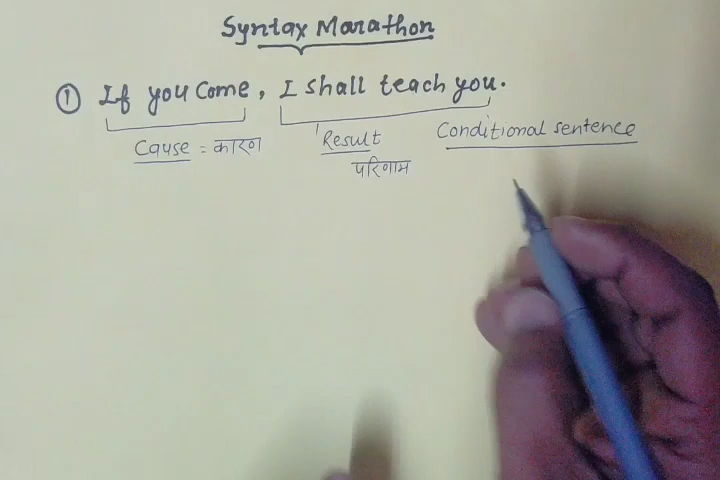 Syntax Marathon
① If you come, I shall teach you.
Cause = कारण Result Conditional sentence
परिणाम